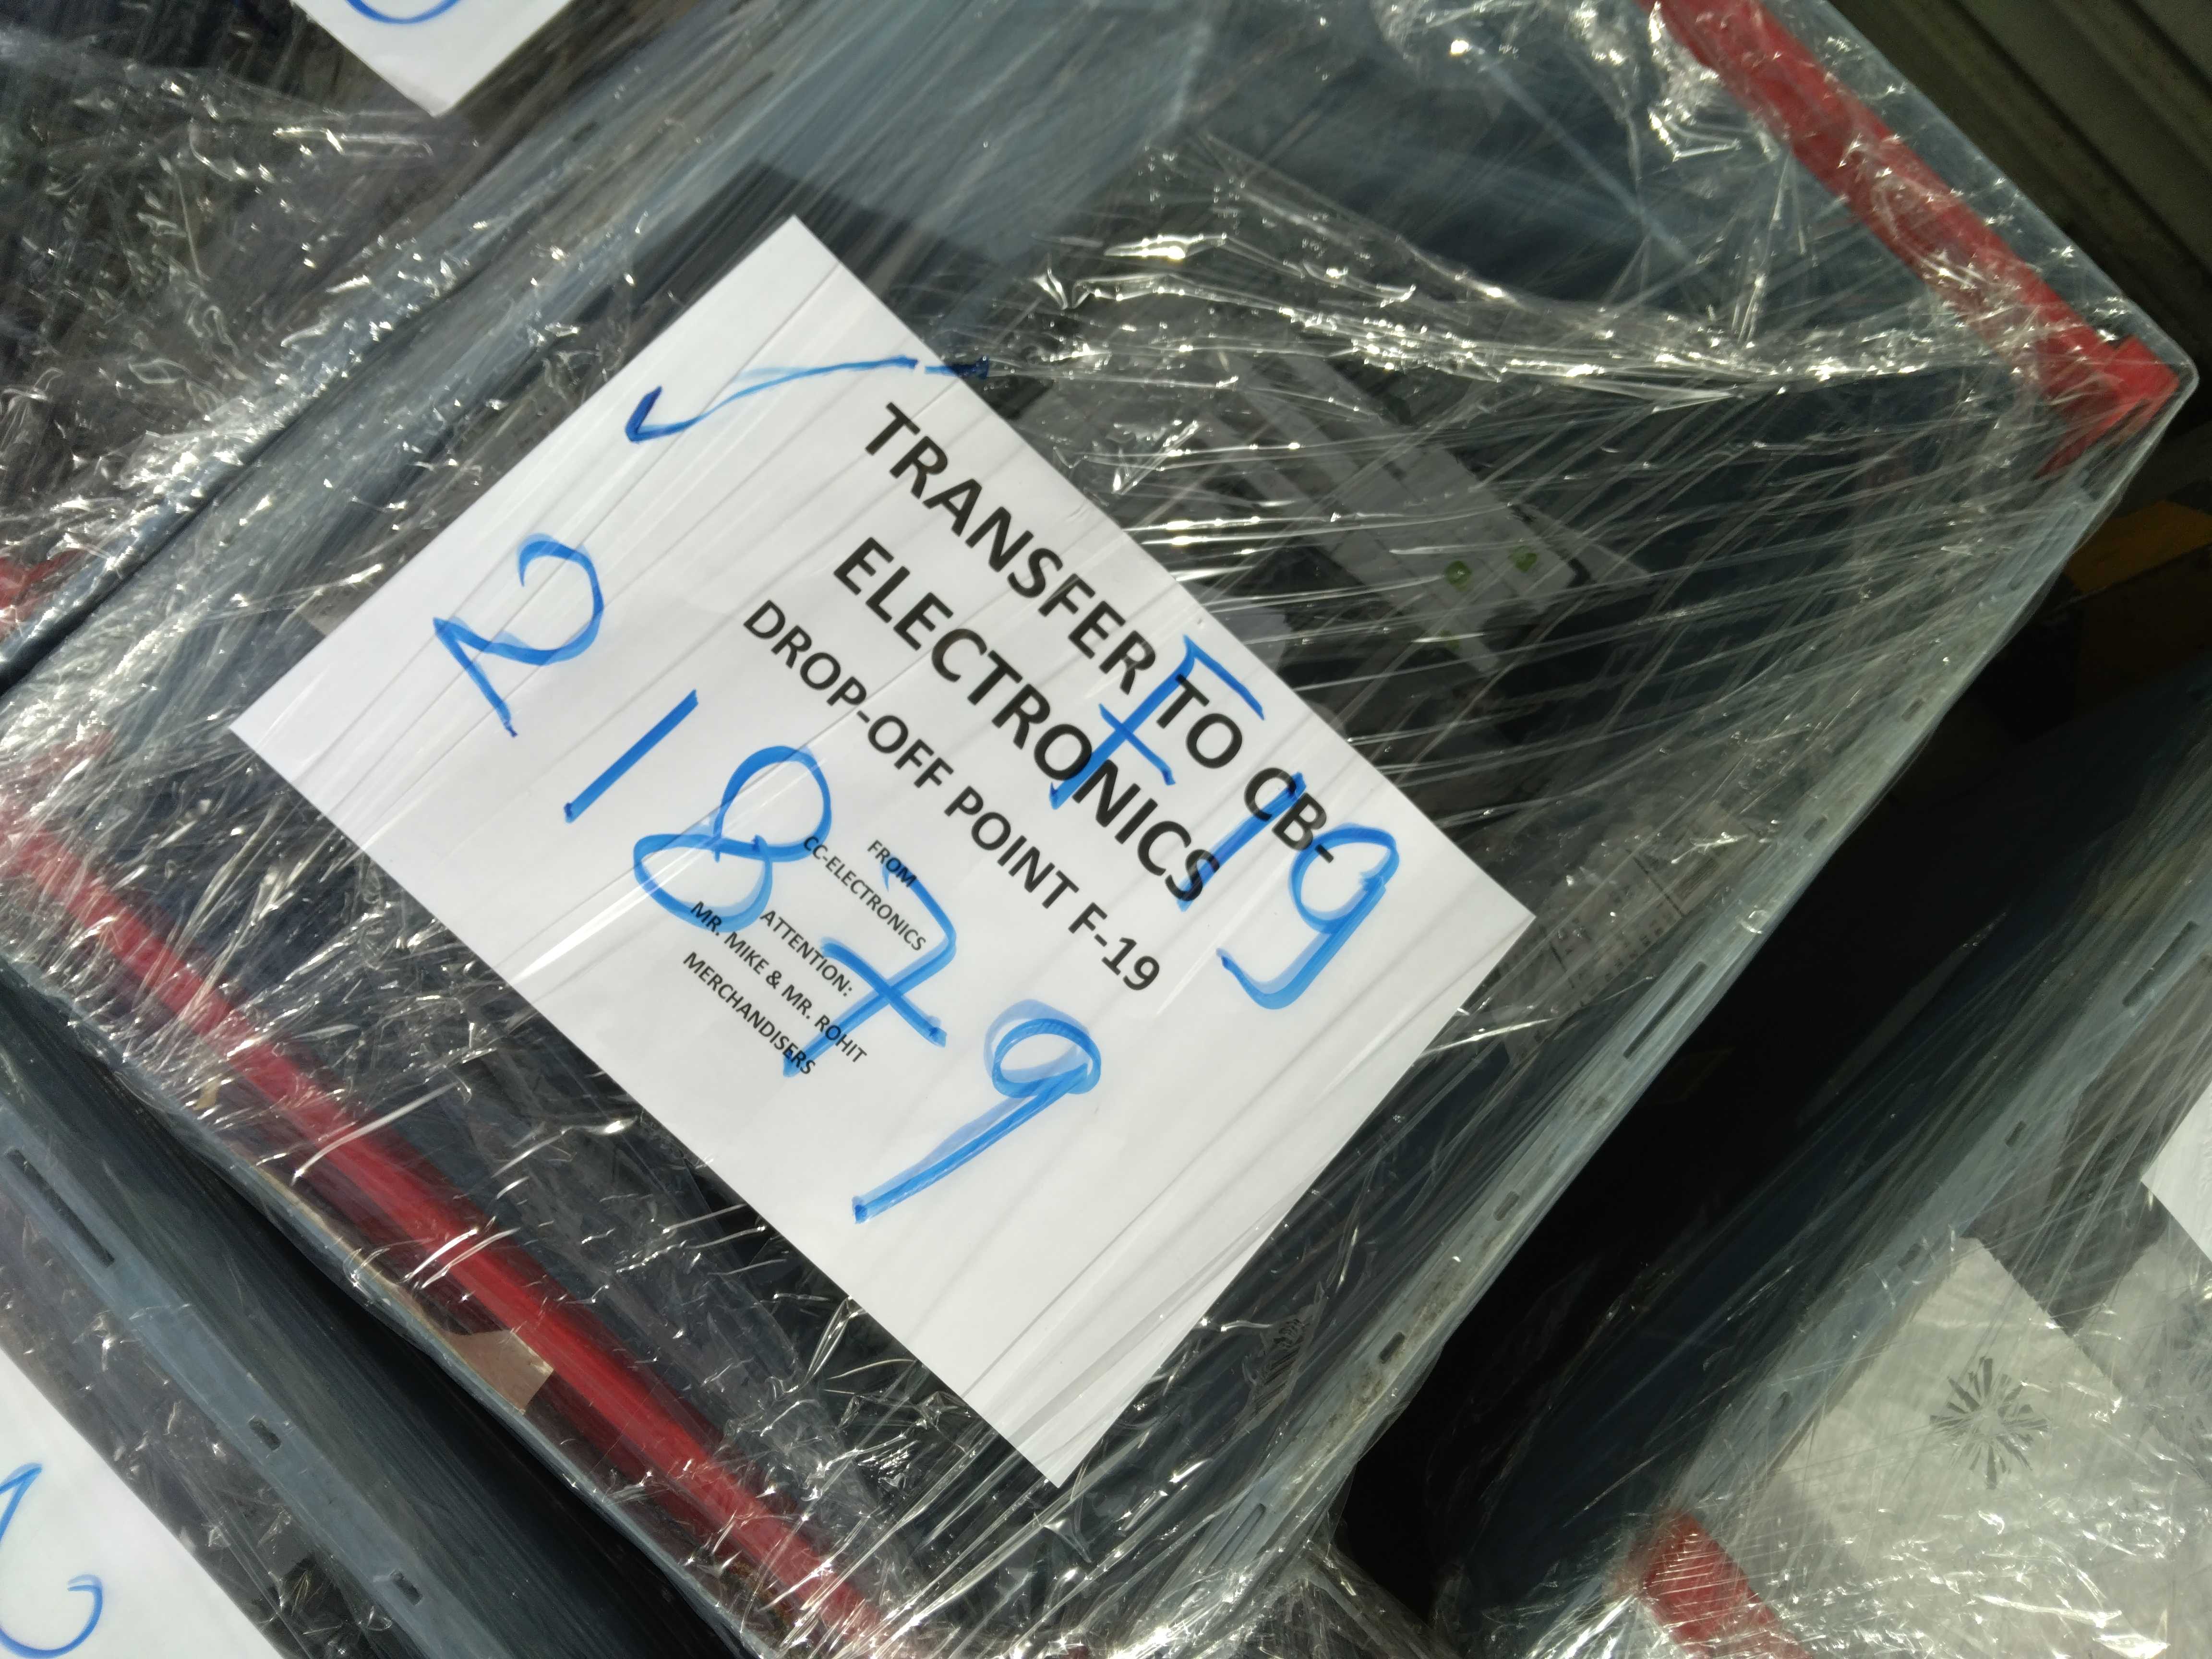 TRANSFER TO CB-
ELECTRONICS
DROP-OFF POINT F-19
FROM
CC-ELECTRONICS
ATTENTION:
MR. MIKE & MR. ROHIT
MERCHANDISERS
F19
21879